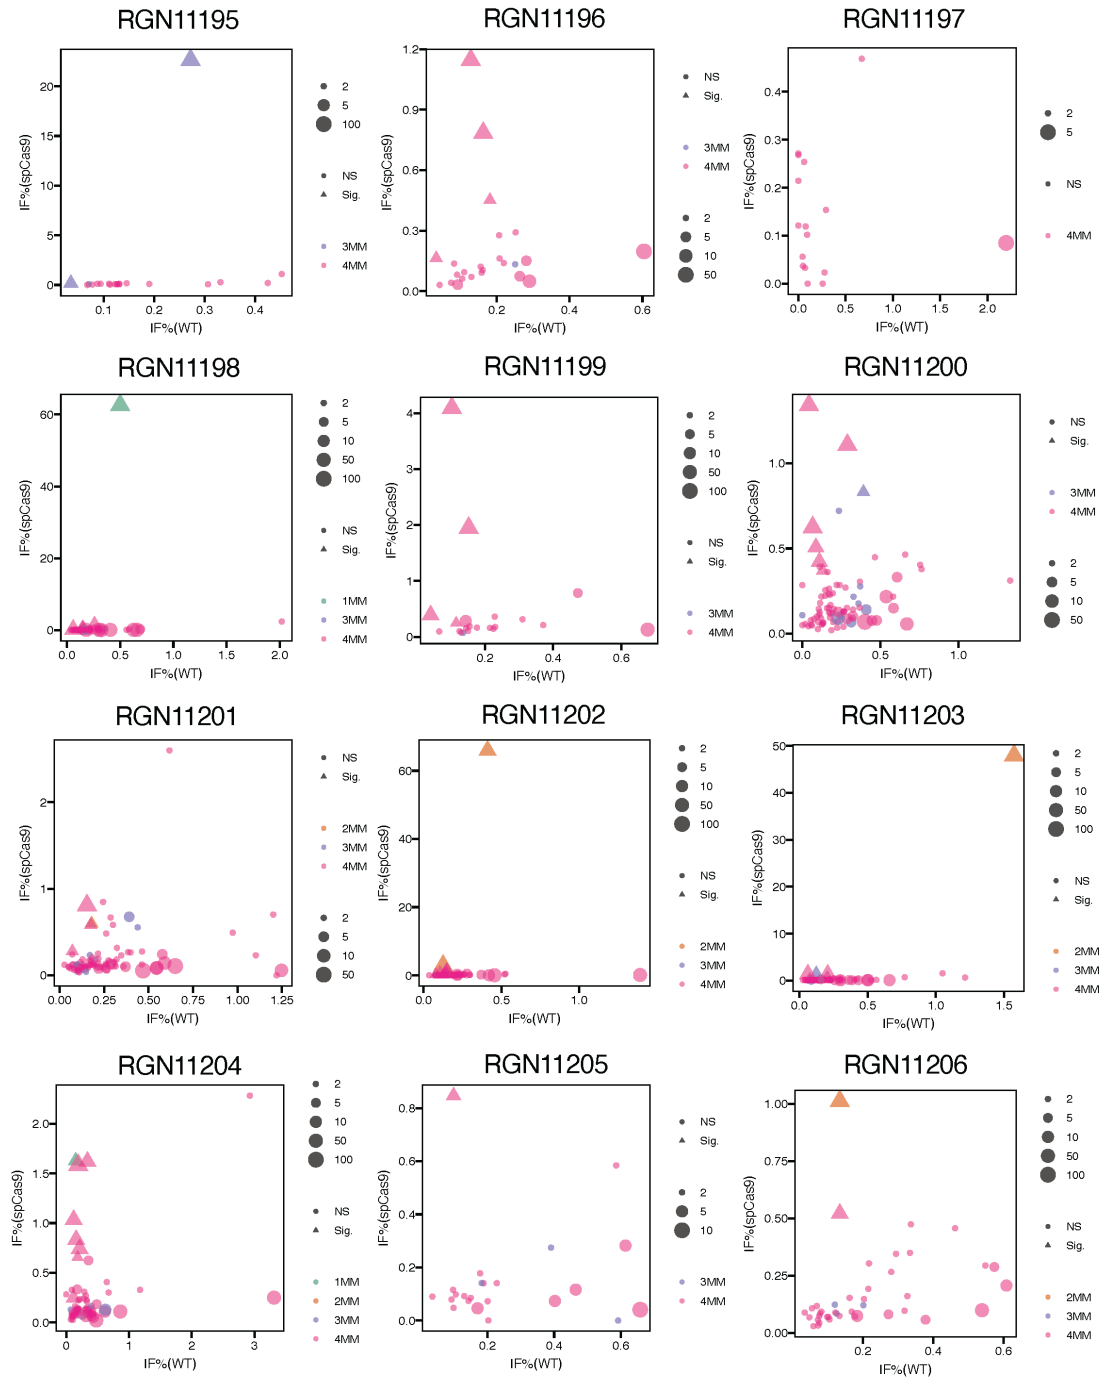 RGN11195
RGN11196
RGN11197
IF%(spCas9)
20
15
10
5
0
0.1
0.2
0.3
0.4
IF%(WT)
2
5
100
NS
Sig.
3MM
4MM
IF%(spCas9)
1.2
0.9
0.6
0.3
0.0
0.2
0.4
0.6
IF%(WT)
NS
Sig.
3MM
4MM
2
5
10
50
IF%(spCas9)
0.4
0.3
0.2
0.1
0.0
0.0
0.5
1.0
1.5
2.0
IF%(WT)
2
5
NS
4MM
RGN11198
RGN11199
RGN11200
IF%(spCas9)
60
40
20
0
0.0
0.5
1.0
1.5
2.0
IF%(WT)
2
5
10
50
100
NS
Sig.
1MM
3MM
4MM
IF%(spCas9)
4
3
2
1
0
0.2
0.4
0.6
IF%(WT)
2
5
10
50
100
NS
Sig.
3MM
4MM
IF%(spCas9)
1.0
0.5
0.0
0.0
0.5
1.0
IF%(WT)
NS
Sig.
3MM
4MM
2
5
10
50
RGN11201
RGN11202
RGN11203
IF%(spCas9)
2
1
0
0.00
0.25
0.50
0.75
1.00
1.25
IF%(WT)
NS
Sig.
2MM
3MM
4MM
2
5
10
50
IF%(spCas9)
60
40
20
0
0.0
0.5
1.0
IF%(WT)
2
5
10
50
100
NS
Sig.
2MM
3MM
4MM
IF%(spCas9)
50
40
30
20
10
0
0.0
0.5
1.0
1.5
IF%(WT)
2
5
10
50
100
NS
Sig.
2MM
3MM
4MM
RGN11204
RGN11205
RGN11206
IF%(spCas9)
2.0
1.5
1.0
0.5
0.0
0
1
2
3
IF%(WT)
2
5
10
50
100
NS
Sig.
1MM
2MM
3MM
4MM
IF%(spCas9)
0.8
0.6
0.4
0.2
0.0
0.2
0.4
0.6
IF%(WT)
NS
Sig.
2
5
10
3MM
4MM
IF%(spCas9)
1.00
0.75
0.50
0.25
0.00
0.2
0.4
0.6
IF%(WT)
2
5
10
50
100
NS
Sig.
2MM
3MM
4MM